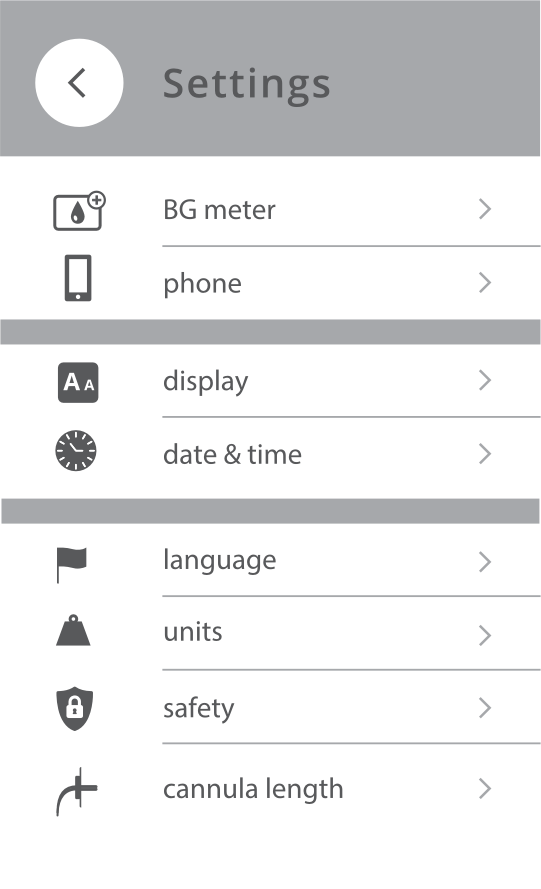 Settings
BG meter
phone
A A
display
date & time
language
units
safety
cannula length